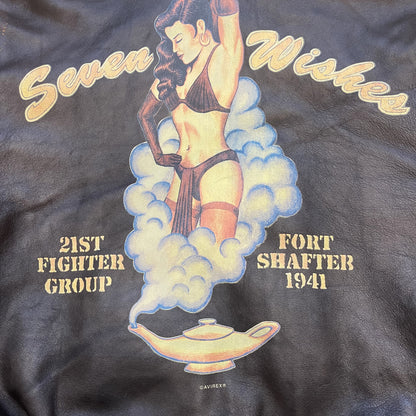 Seven Wishes
21ST
FIGHTER
GROUP
FORT
SHAFTER
1941
©AVIREX®